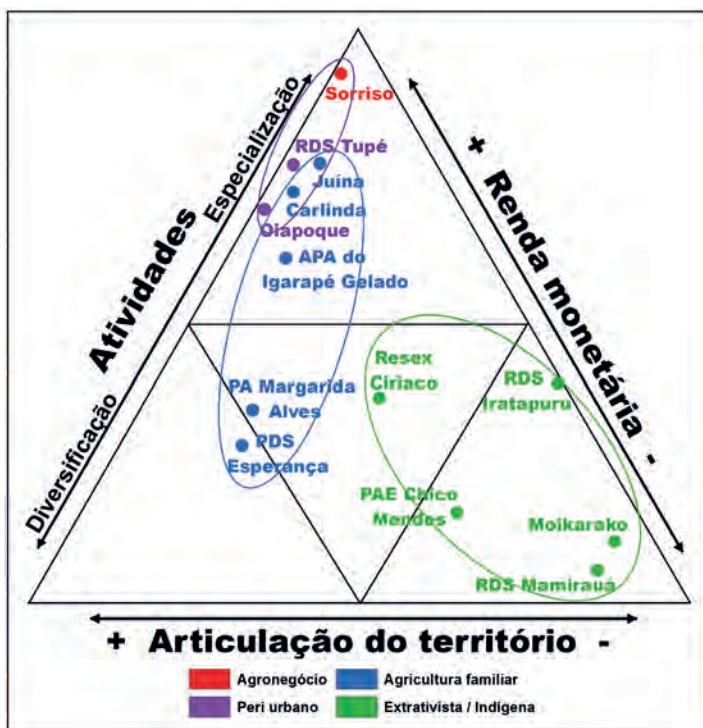 Sorriso
RDS Tupé
Juína
Carlinda
Oiapoque
APA do
Igarapé Gelado
PA Margarida
Alves
PDS
Esperança
Resex
Ciriaco
RDS
Iratapuru
PAE Chico
Mendes
Moikarako
RDS Mamirauá
Atividades
Especialização
Diversificação
+ Renda monetária -
+ Articulação do território -
Agronegócio
Agricultura familiar
Peri urbano
Extrativista / Indígena